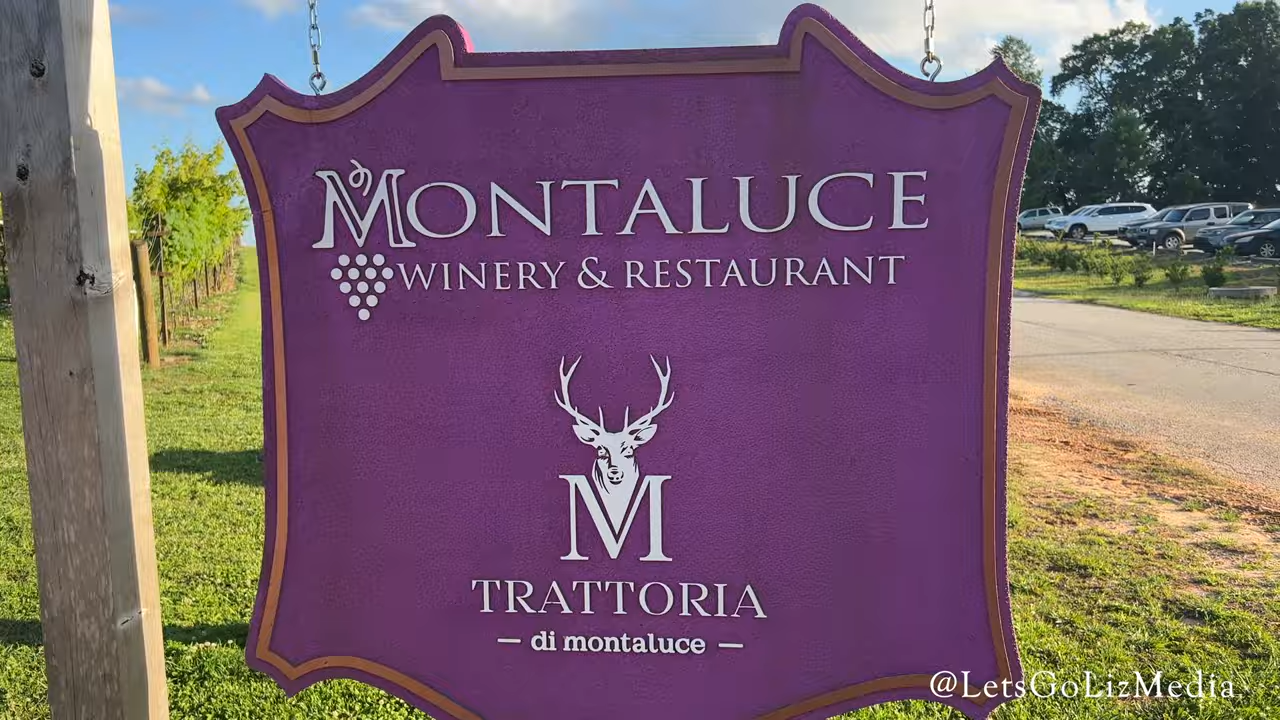 MONTALUCE
WINERY & RESTAURANT
M
TRATTORIA
– di montaluce –
@LetsGoLizMedia